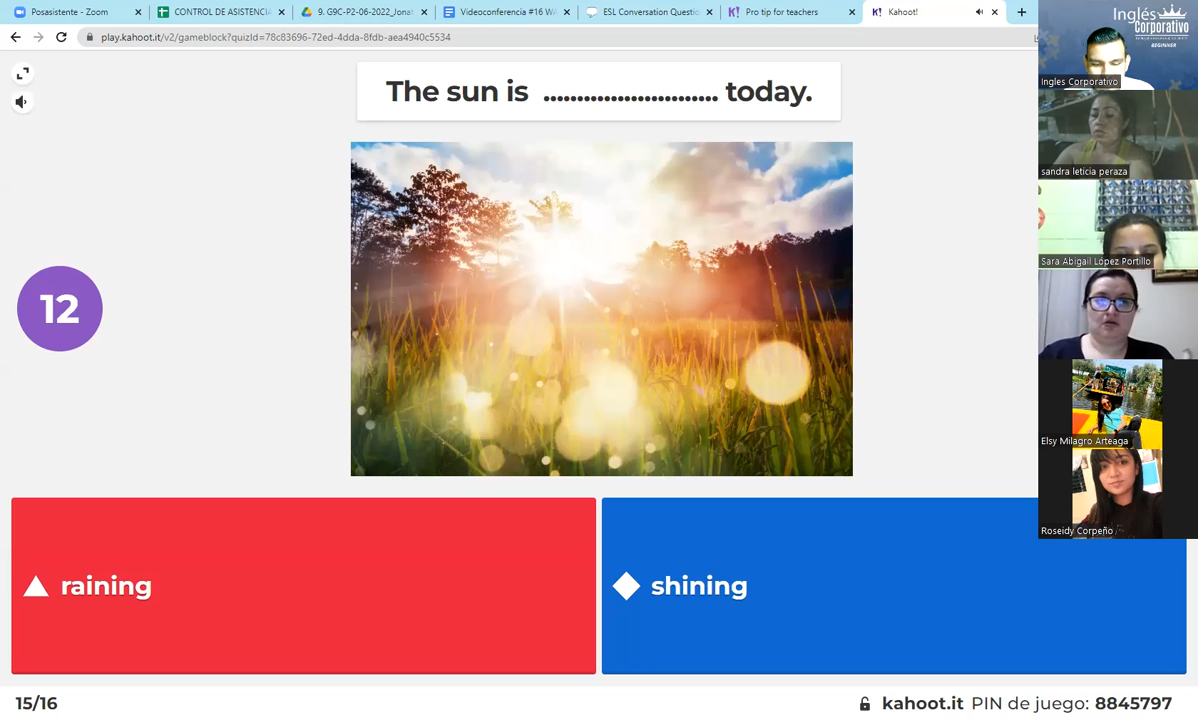 Posasistente - Zoom
CONTROL DE ASISTENCIA
9. G9C-P2-06-2022_Jonat
Videoconferencia #16 WA
ESL Conversation Questio
K! Pro tip for teachers
K! Kahoot!
play.kahoot.it/v2/gameblock?quizId=78c83696-72ed-4dda-8fdb-aea4940c5534
The sun is .......................... today.
12
raining
shining
15/16
kahoot.it PIN de juego: 8845797
Inglés
Corporativo
BEGINNER
Ingles Corporativo
sandra leticia peraza
Sara Abigail López Portillo
Elsy Milagro Arteaga
Roseidy Corpeño